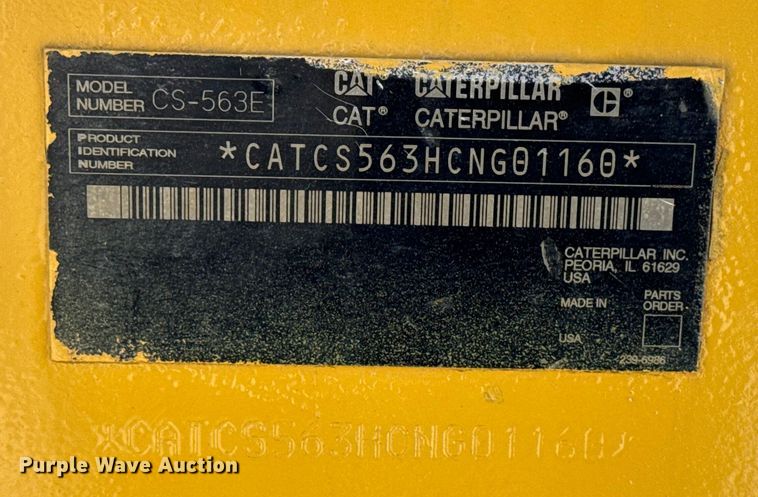 MODEL
NUMBER CS-563E
CAT CATERPILLAR
CAT® CATERPILLAR® C ®
PRODUCT
IDENTIFICATION
NUMBER
*CATCS563HCNG01160*
CATERPILLAR INC.
PEORIA, IL 61629
USA
MADE IN
USA
PARTS
ORDER
239-5986
*CATCS563HCNG01160*
Purple Wave Auction